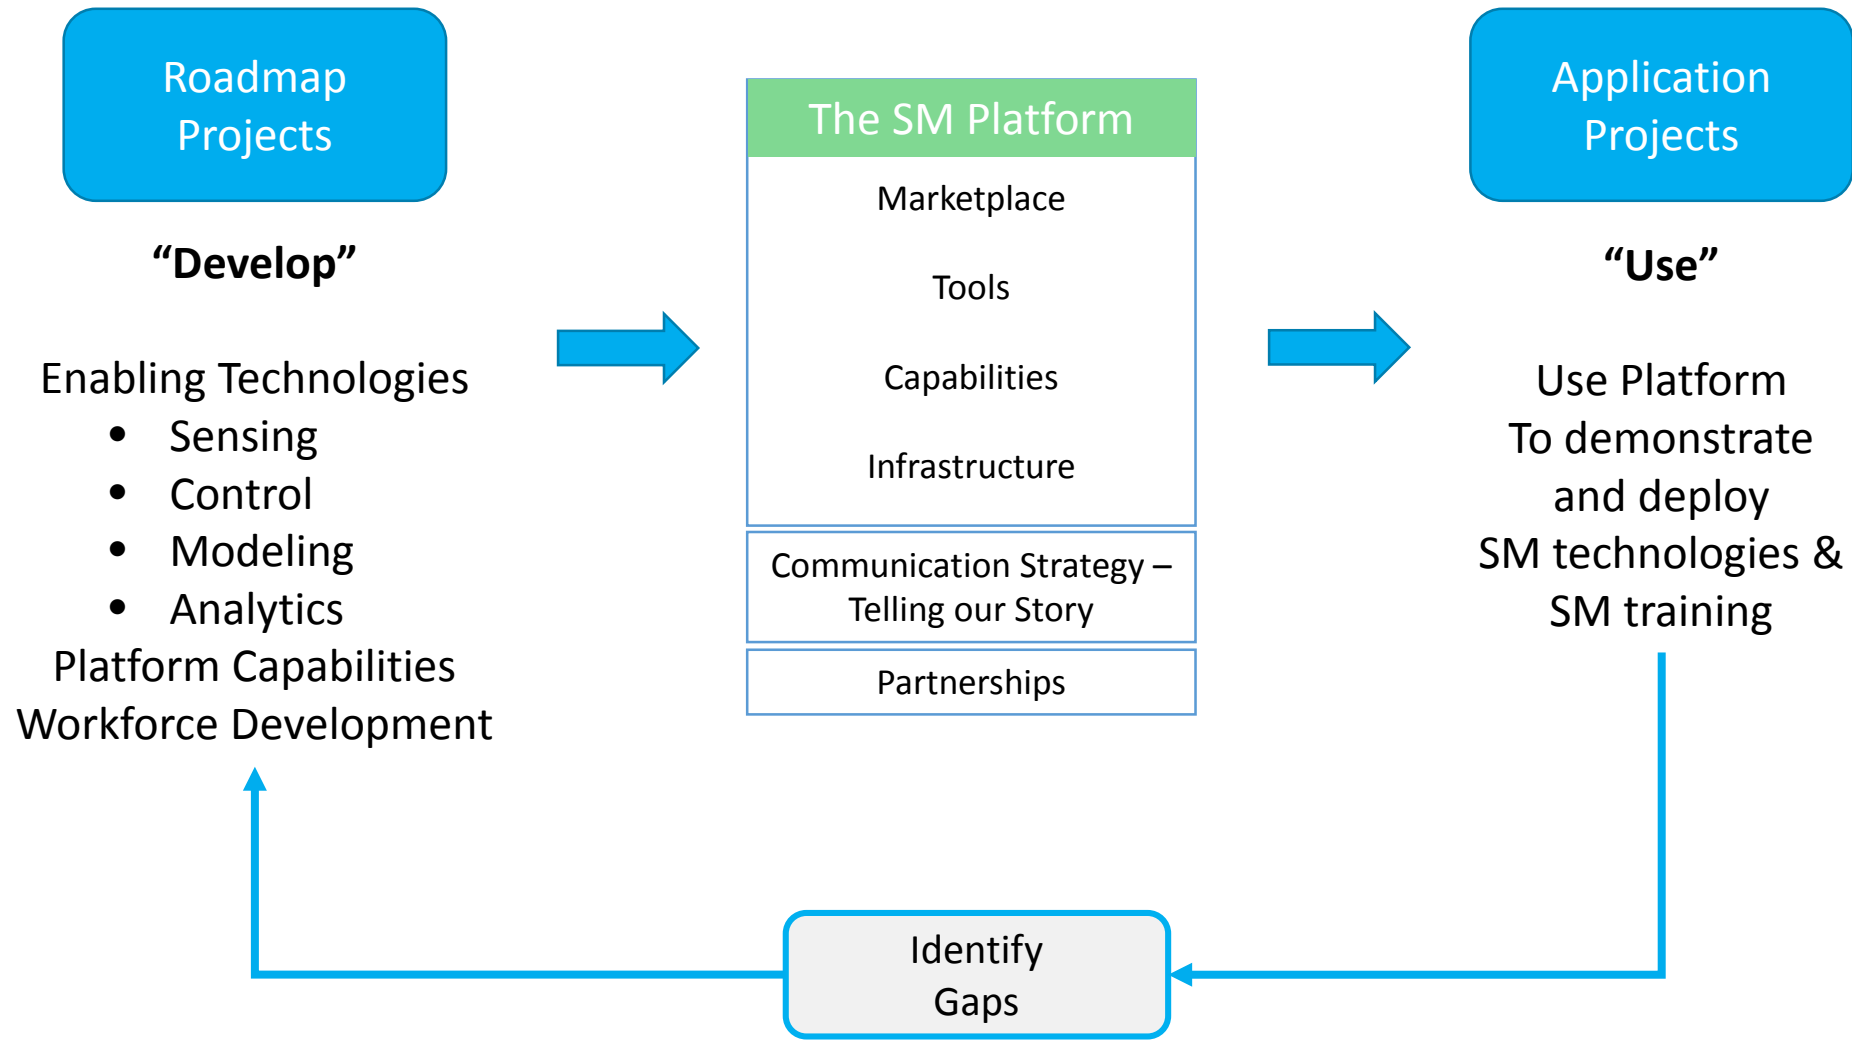 Roadmap
Projects
“Develop”
Enabling Technologies
• Sensing
• Control
• Modeling
• Analytics
Platform Capabilities
Workforce Development
The SM Platform
Marketplace
Tools
Capabilities
Infrastructure
Communication Strategy –
Telling our Story
Partnerships
Application
Projects
“Use”
Use Platform
To demonstrate
and deploy
SM technologies &
SM training
Identify
Gaps